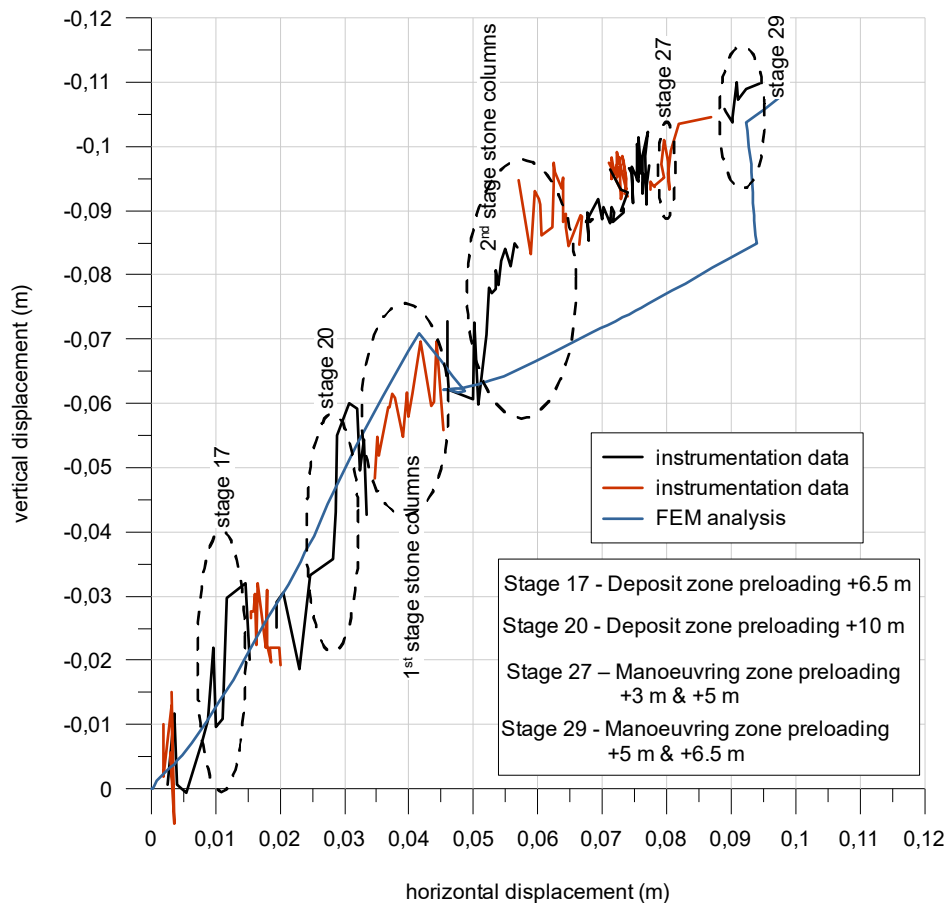 -0,12
-0,11
-0,1
-0,09
-0,08
-0,07
-0,06
-0,05
-0,04
-0,03
-0,02
-0,01
0
vertical displacement (m)
stage 17
stage 20
1st stage stone columns
2nd stage stone columns
stage 27
stage 29
instrumentation data
instrumentation data
FEM analysis
Stage 17 - Deposit zone preloading +6.5 m
Stage 20 - Deposit zone preloading +10 m
Stage 27 – Manoeuvring zone preloading
+3 m & +5 m
Stage 29 - Manoeuvring zone preloading
+5 m & +6.5 m
0 0,01 0,02 0,03 0,04 0,05 0,06 0,07 0,08 0,09 0,1 0,11 0,12
horizontal displacement (m)